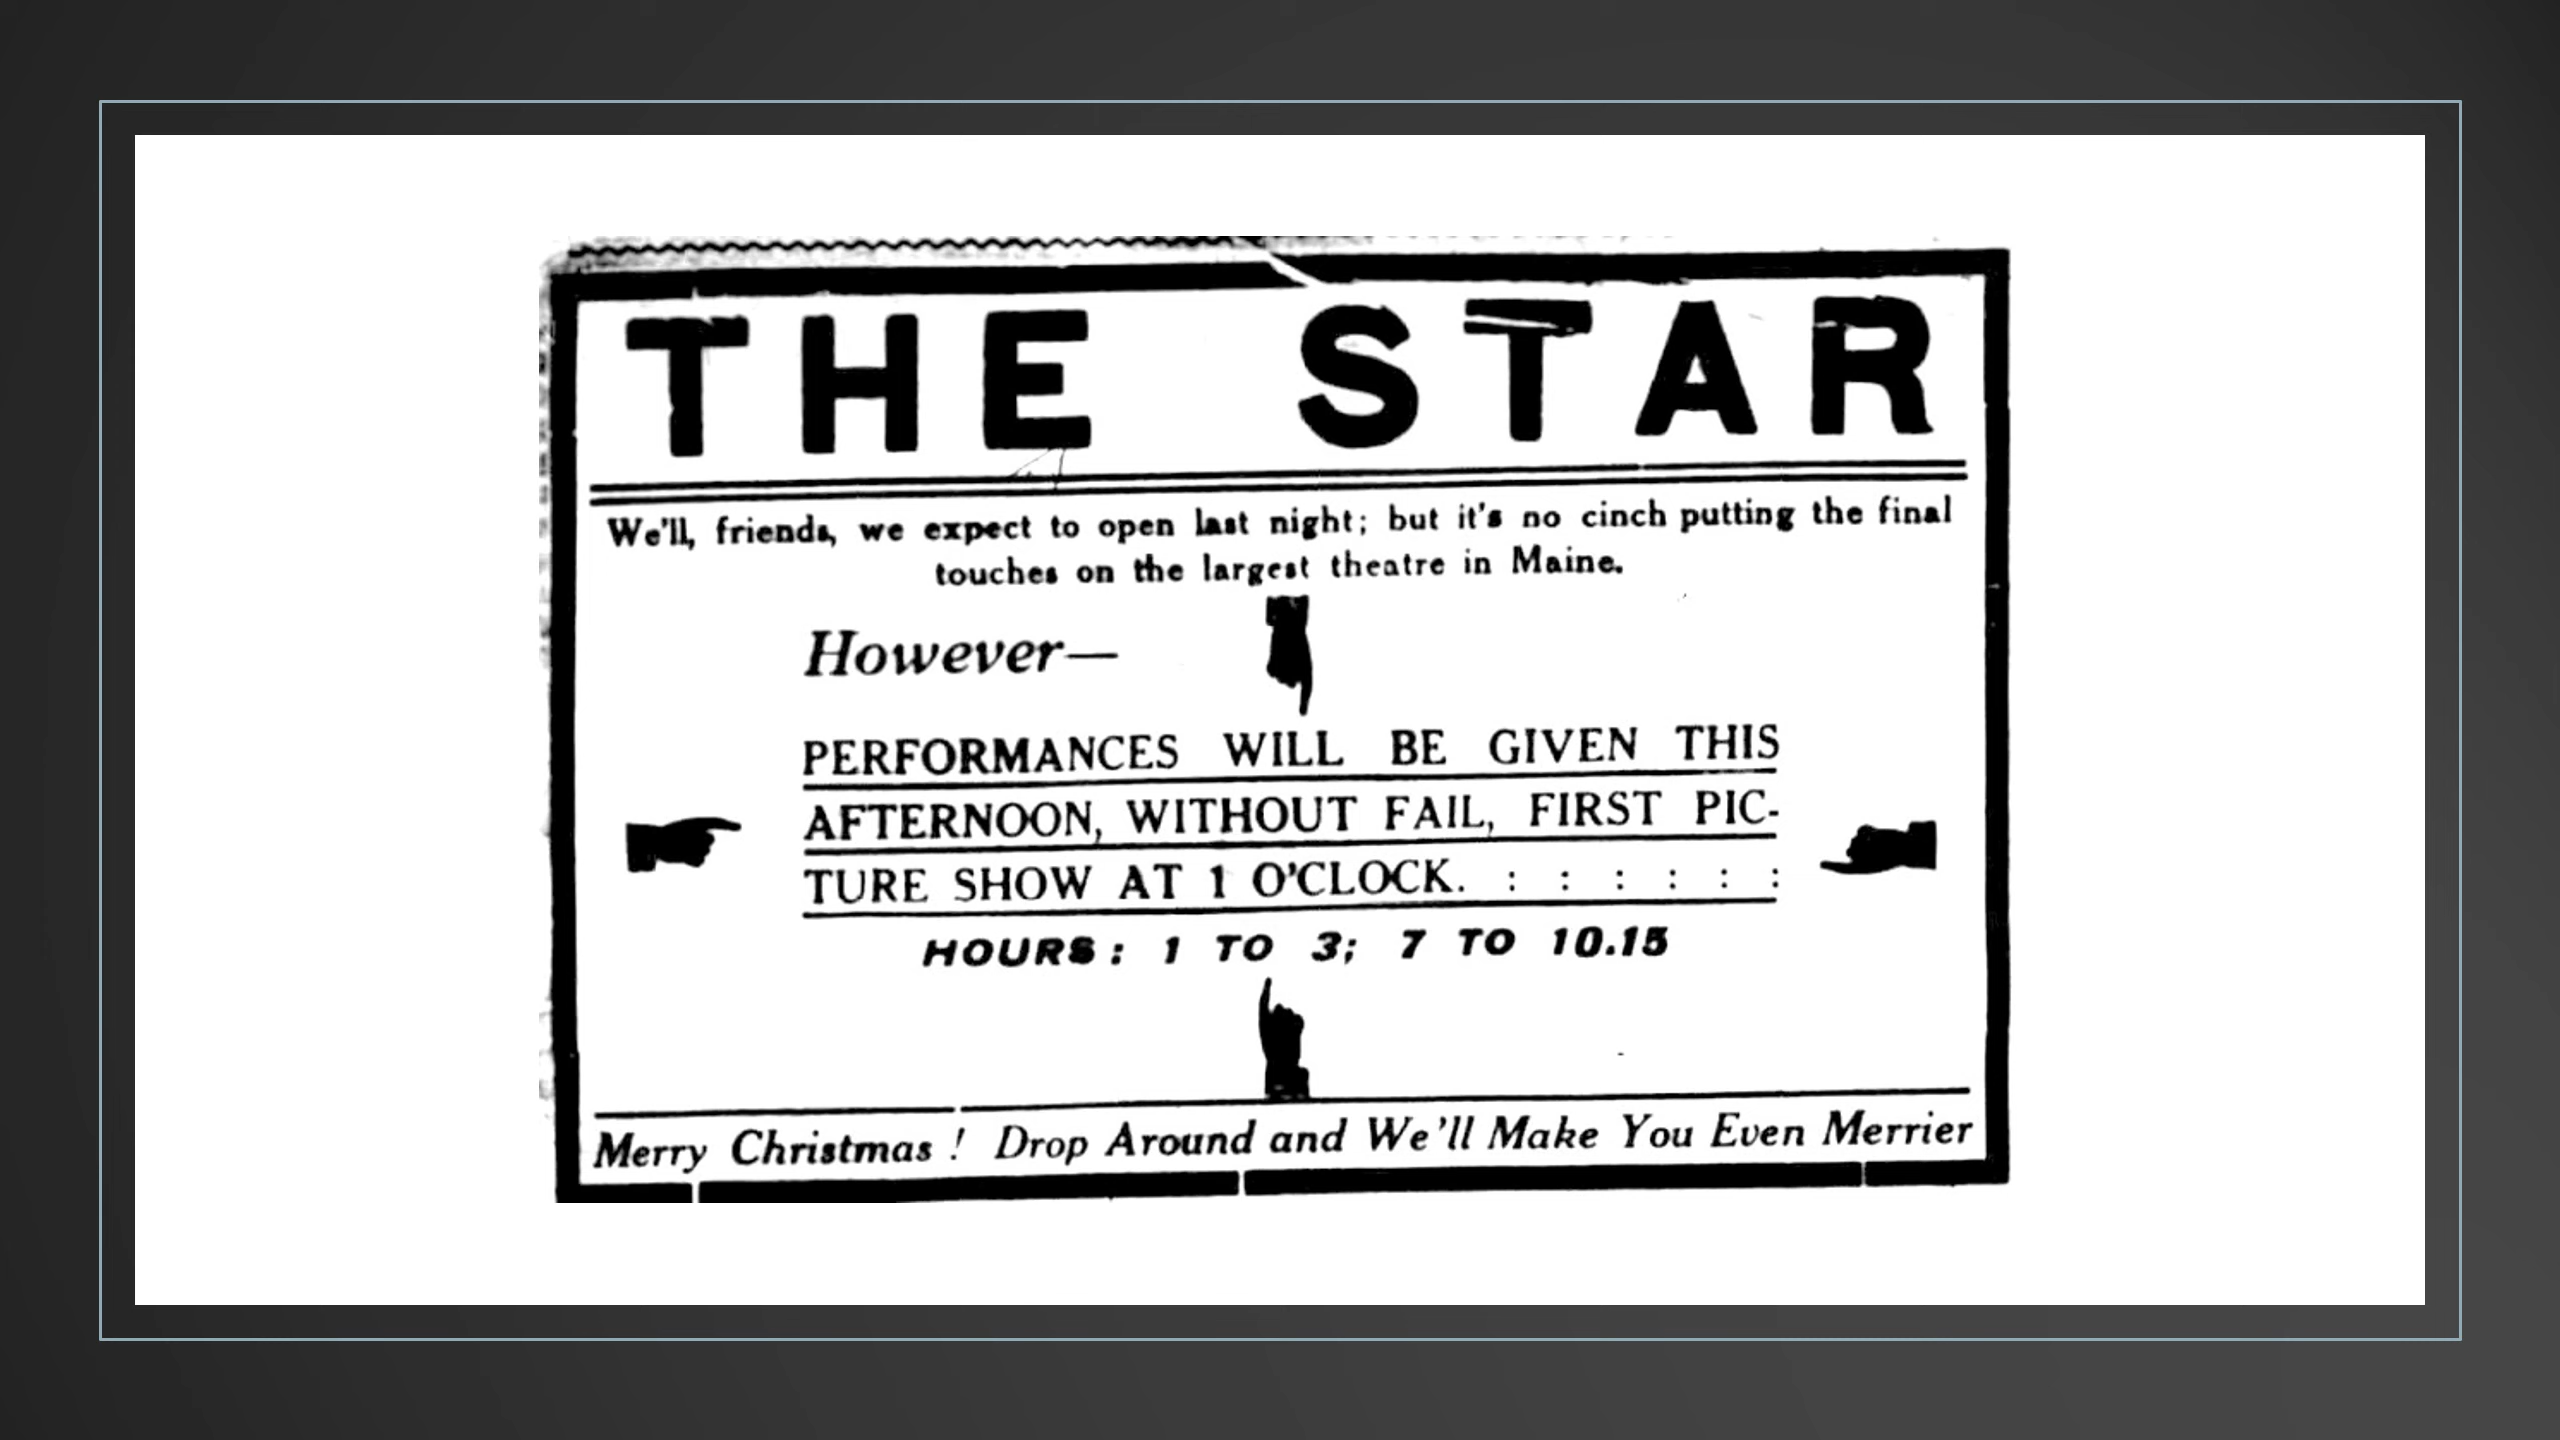 THE STAR
We'll, friends, we expect to open last night; but it's no cinch putting the final
touches on the largest theatre in Maine.
However—
PERFORMANCES WILL BE GIVEN THIS
AFTERNOON, WITHOUT FAIL, FIRST PIC-
TURE SHOW AT 1 O'CLOCK. : : : : : :
HOURS: 1 TO 3; 7 TO 10.15
Merry Christmas! Drop Around and We'll Make You Even Merrier